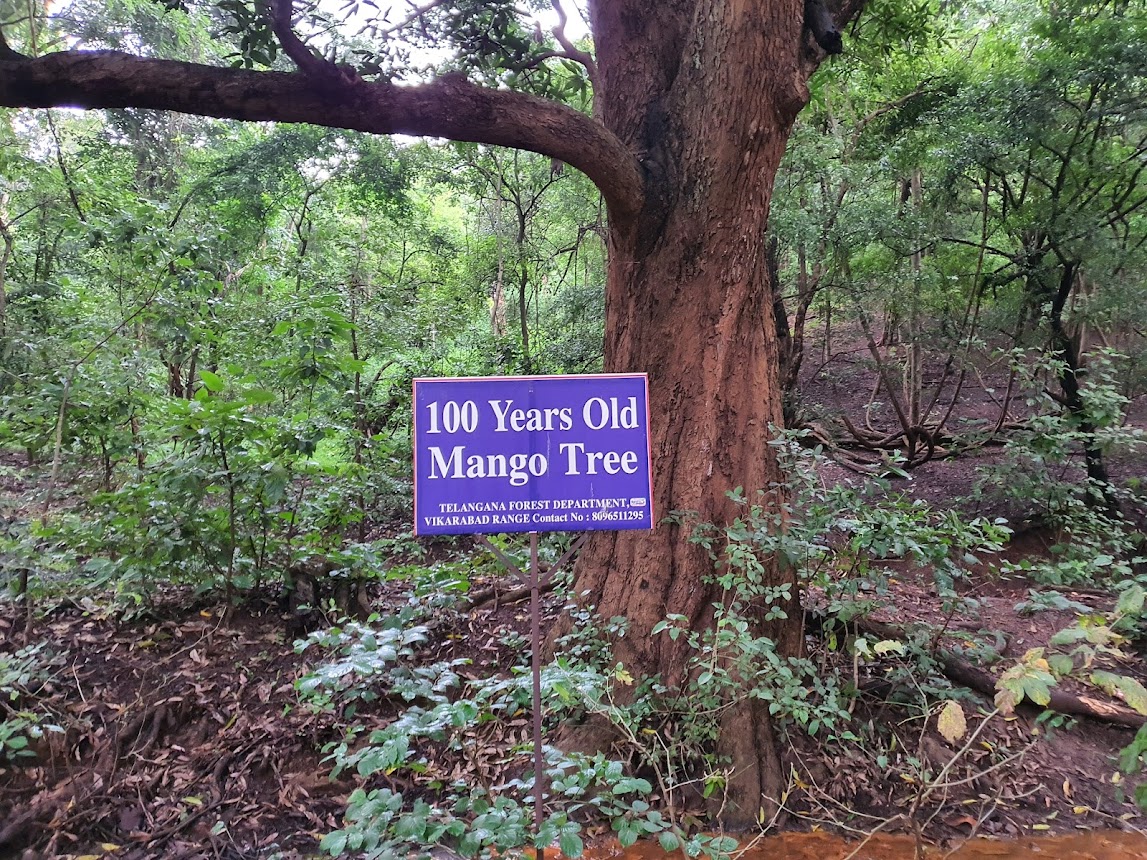 100 Years Old
Mango Tree
TELANGANA FOREST DEPARTMENT,
VIKARABAD RANGE Contact No : 8096511295